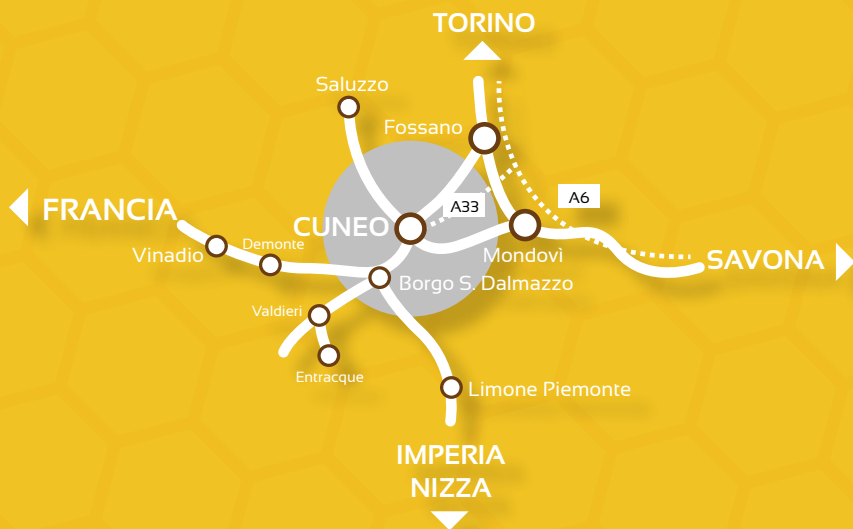 TORINO
Saluzzo
Fossano
A6
A33
FRANCIA
CUNEO
Vinadio
Demonte
Mondovì
SAVONA
Borgo S. Dalmazzo
Valdieri
Entracque
Limone Piemonte
IMPERIA
NIZZA